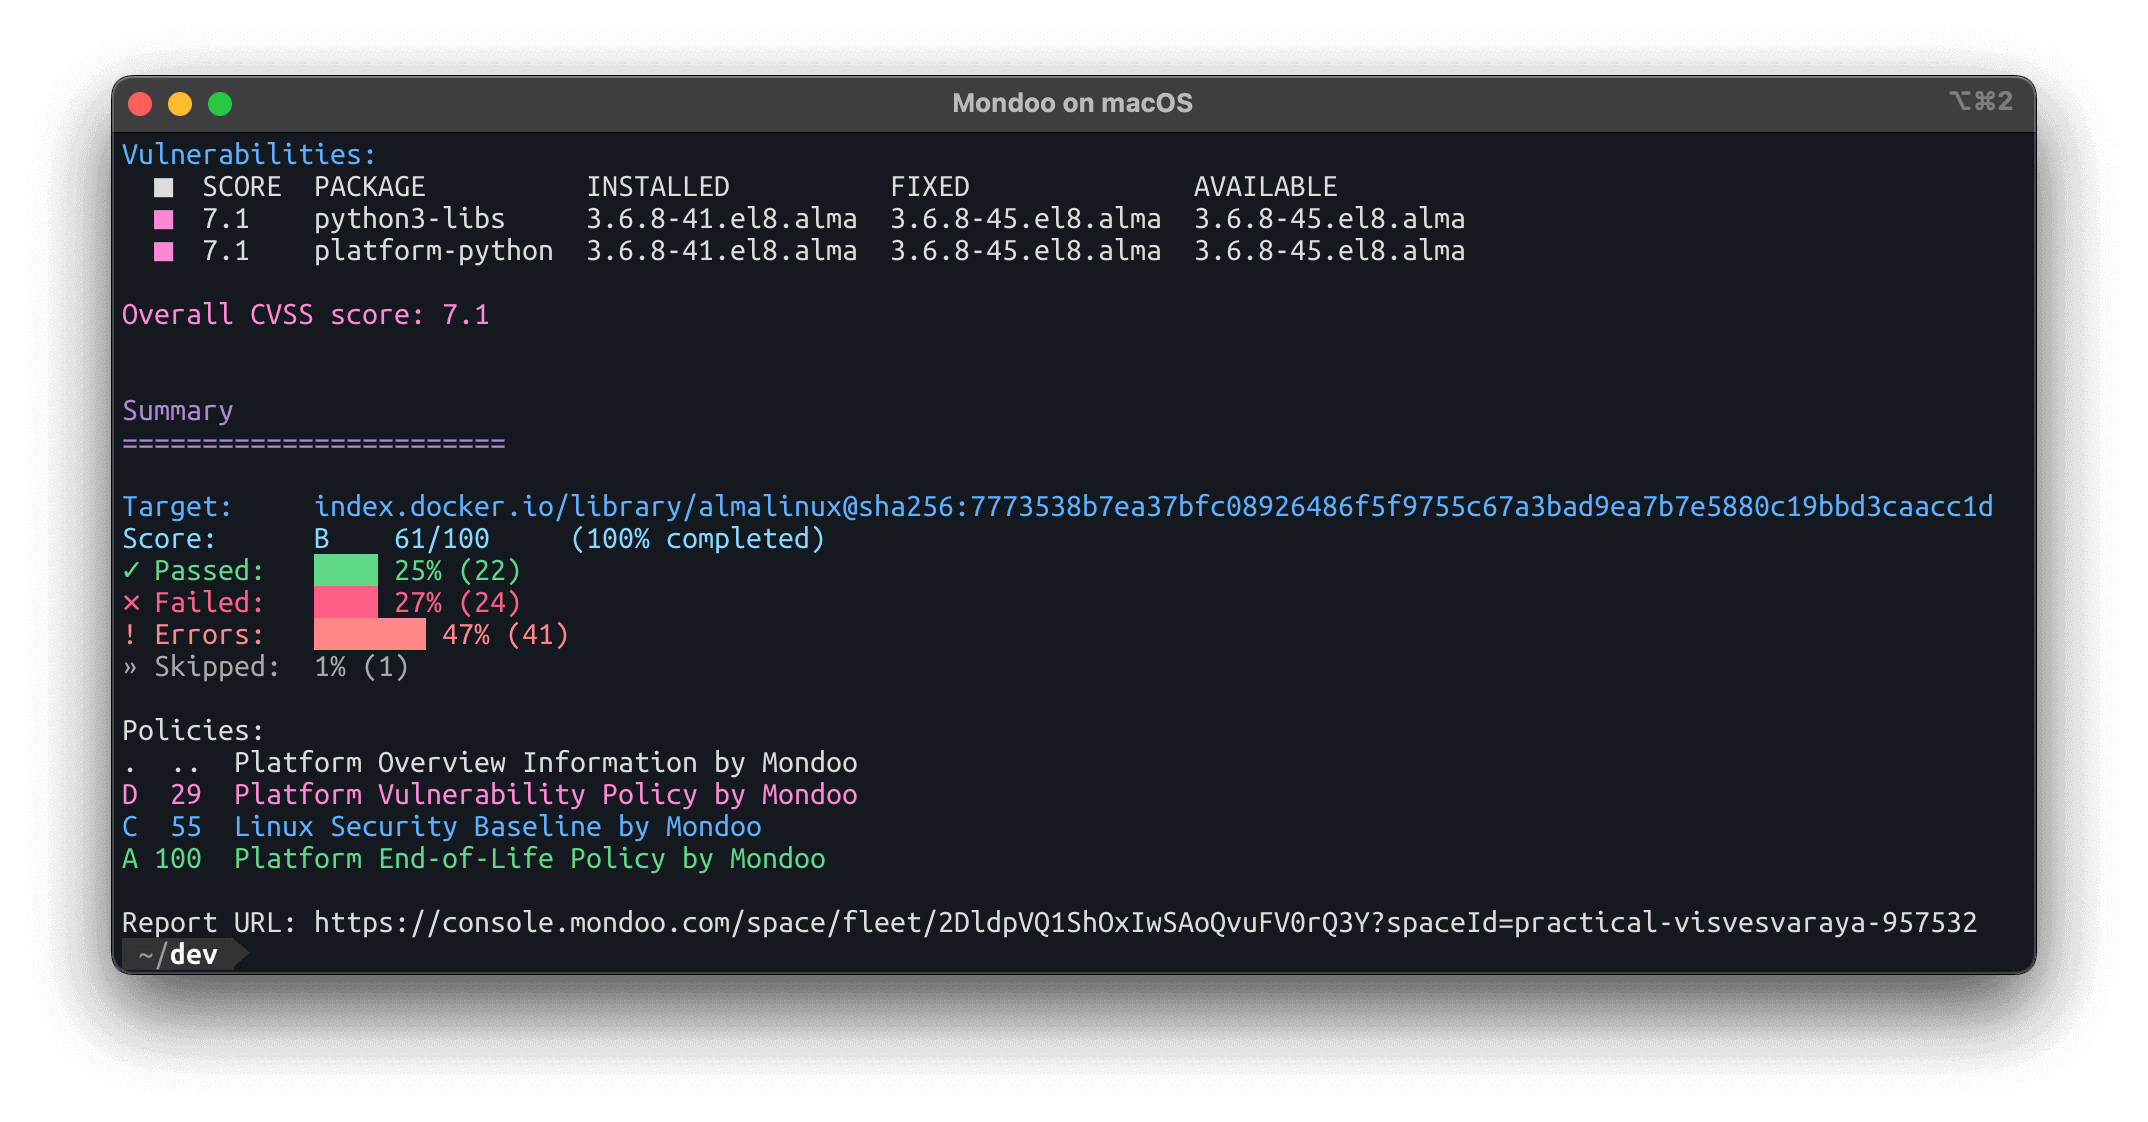 Mondoo on macOS ⌥⌘2
Vulnerabilities:
■ SCORE PACKAGE INSTALLED FIXED AVAILABLE
■ 7.1 python3-libs 3.6.8-41.el8.alma 3.6.8-45.el8.alma 3.6.8-45.el8.alma
■ 7.1 platform-python 3.6.8-41.el8.alma 3.6.8-45.el8.alma 3.6.8-45.el8.alma
Overall CVSS score: 7.1
Summary
========================
Target: index.docker.io/library/almalinux@sha256:7773538b7ea37bfc08926486f5f9755c67a3bad9ea7b7e5880c19bbd3caacc1d
Score: B 61/100 (100% completed)
✓ Passed: 25% (22)
✕ Failed: 27% (24)
! Errors: 47% (41)
» Skipped: 1% (1)
Policies:
. .. Platform Overview Information by Mondoo
D 29 Platform Vulnerability Policy by Mondoo
C 55 Linux Security Baseline by Mondoo
A 100 Platform End-of-Life Policy by Mondoo
Report URL: https://console.mondoo.com/space/fleet/2DldpVQ1ShOxIwSAoQvuFV0rQ3Y?spaceId=practical-visvesvaraya-957532
~/dev